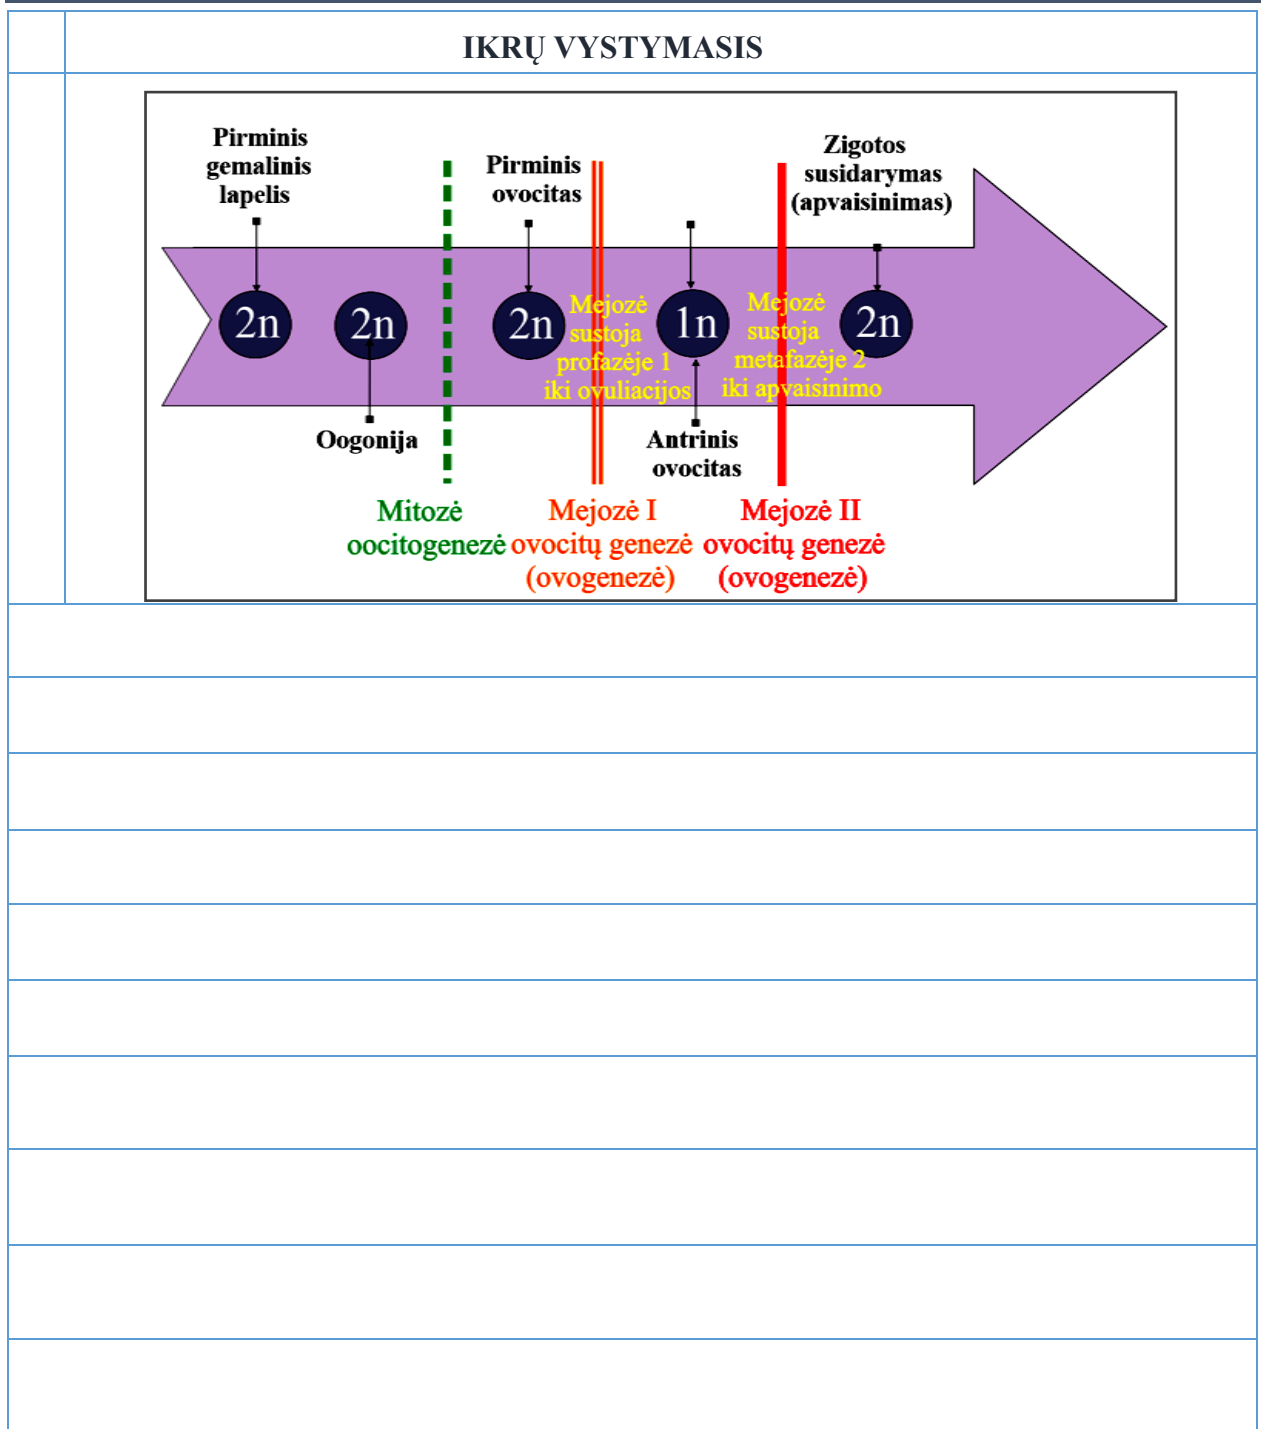 IKRŲ VYSTYMASIS
Pirminis
gemalinis
lapelis
Pirminis
ovocitas
Zigotos
susidarymas
(apvaisinimas)
2n
2n
2n
Mejozė
sustoja
profazėje 1
iki ovuliacijos
1n
Mejozė
sustoja
metafazėje 2
iki apvaisinimo
2n
Oogonija
Antrinis
ovocitas
Mitozė
oocitogenezė
Mejozė I
ovocitų genezė
(ovogenezė)
Mejozė II
ovocitų genezė
(ovogenezė)